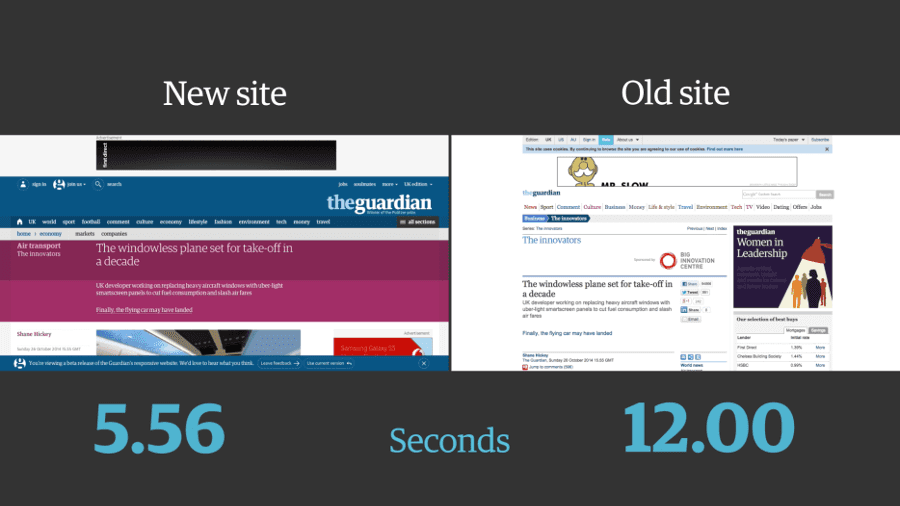 New site
Old site
Advertisement
first direct
sign in join us search
jobs soulmates more UK edition
theguardian
Winner of the Pulitzer prize
UK world sport football comment culture economy lifestyle fashion environment tech money travel all sections
home economy markets companies
Air transport
The innovators
The windowless plane set for take-off in
a decade
UK developer working on replacing heavy aircraft windows with uber-light
smartscreen panels to cut fuel consumption and slash air fares
Finally, the flying car may have landed
Shane Hickey
Sunday 26 October 2014
Advertisement
Samsung Galaxy S5
You're viewing a beta release of the Guardian's responsive website. We'd love to hear what you think. Leave feedback Use current version
Edition: UK US AU Sign in Beta About us Today's paper Subscribe
This site uses cookies. By continuing to browse the site you are agreeing to our use of cookies. Find out more here
MR. SLOW
theguardian
Search
News Sport Comment Culture Business Money Life & style Travel Environment Tech TV Video Dating Offers Jobs
Business The innovators
Series: The innovators
Previous | Next | Index
The innovators
Sponsored by:
BIG
INNOVATION
CENTRE
The windowless plane set for take-off in
a decade
UK developer working on replacing heavy aircraft windows with
uber-light smartscreen panels to cut fuel consumption and slash
air fares
Finally, the flying car may have landed
Shane Hickey
The Guardian, Sunday 26 October 2014
Jump to comments
Share
Tweet
Share
Email
World news
theguardian
Women in
Leadership
Our selection of best buys
Mortgages Savings
Lender Initial rate
First Direct More
Chelsea Building Society 1.44% More
HSBC More
5.56
Seconds
12.00